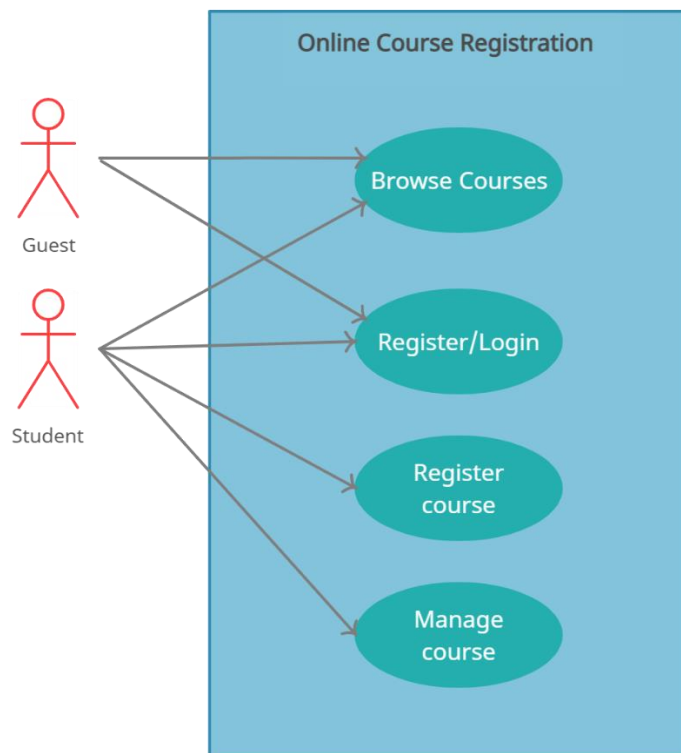 Online Course Registration
Guest
Student
Browse Courses
Register/Login
Register
course
Manage
course